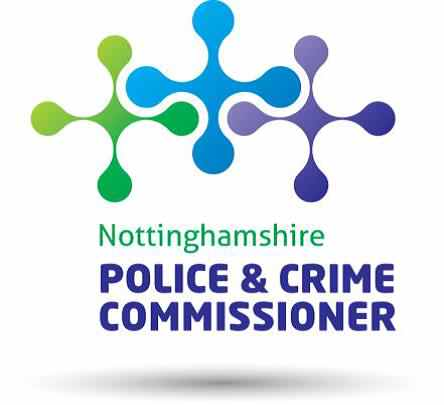 Nottinghamshire
POLICE & CRIME
COMMISSIONER